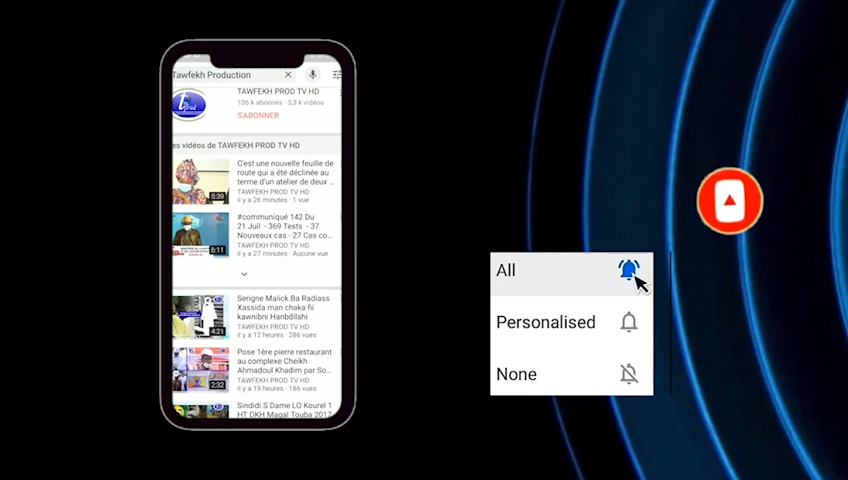 Tawfekh Production
TAWFEKH PROD TV HD
106 k abonnés · 3,3 k vidéos
S'ABONNER
es vidéos de TAWFEKH PROD TV HD
C'est une nouvelle feuille de
route qui a été déclinée au
terme d'un atelier de deux ...
TAWFEKH PROD TV HD
il y a 26 minutes · 1 vue
5:39
#communiqué 142 Du
21 Juil - 369 Tests - 37
Nouveaux cas - 27 Cas co...
TAWFEKH PROD TV HD
il y a 27 minutes · Aucune vue
6:11
Serigne Malick Ba Radiass
Xassida man chaka fii
kawnibni Hanbdilahi
TAWFEKH PROD TV HD
il y a 12 heures · 286 vues
4:21
Pose 1ère pierre restaurant
au complexe Cheikh
Ahmadoul Khadim par So...
TAWFEKH PROD TV HD
il y a 19 heures · 186 vues
2:32
Sindidi S Dame LO Kourel 1
HT DKH Magal Touba 2017
All
Personalised
None